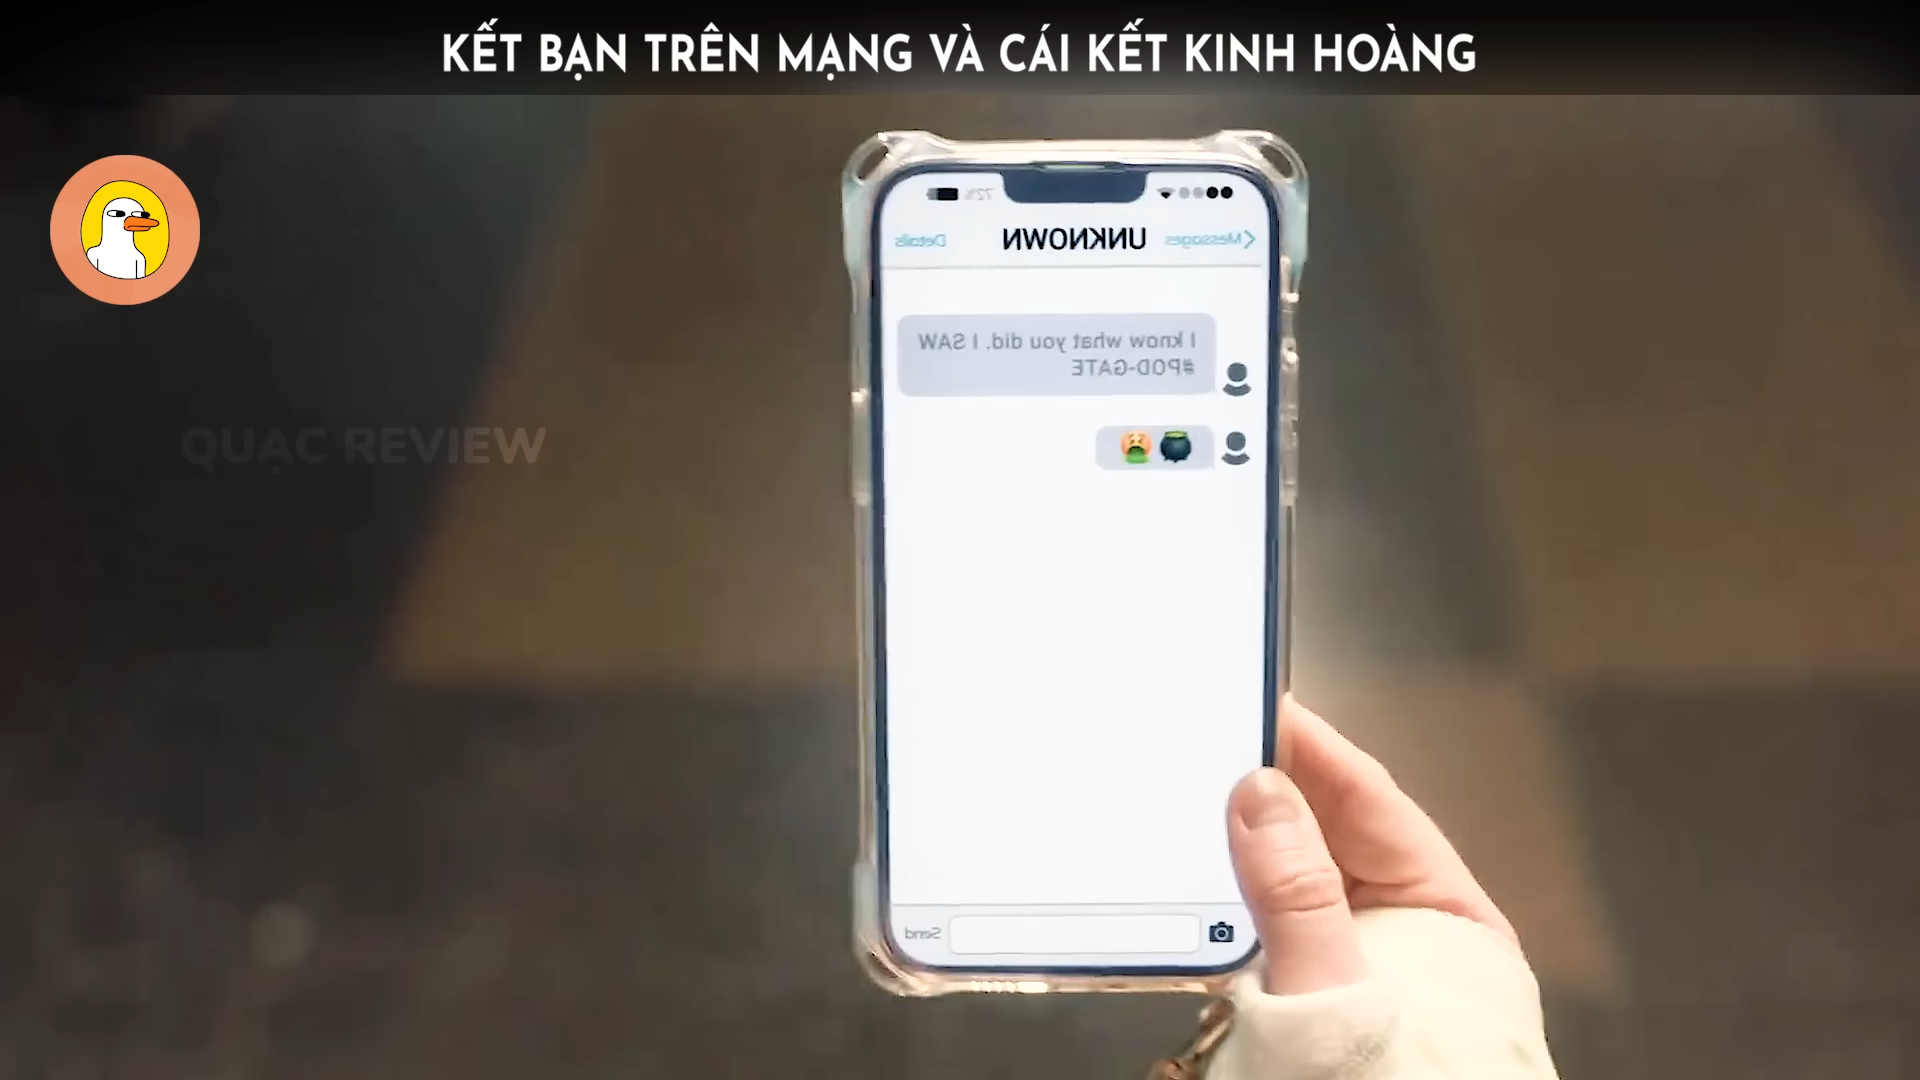 KẾT BẠN TRÊN MẠNG VÀ CÁI KẾT KINH HOÀNG
72%
Messages UNKNOWN Details
I know what you did. I SAW
#POD-GATE
QUẠC REVIEW
Send